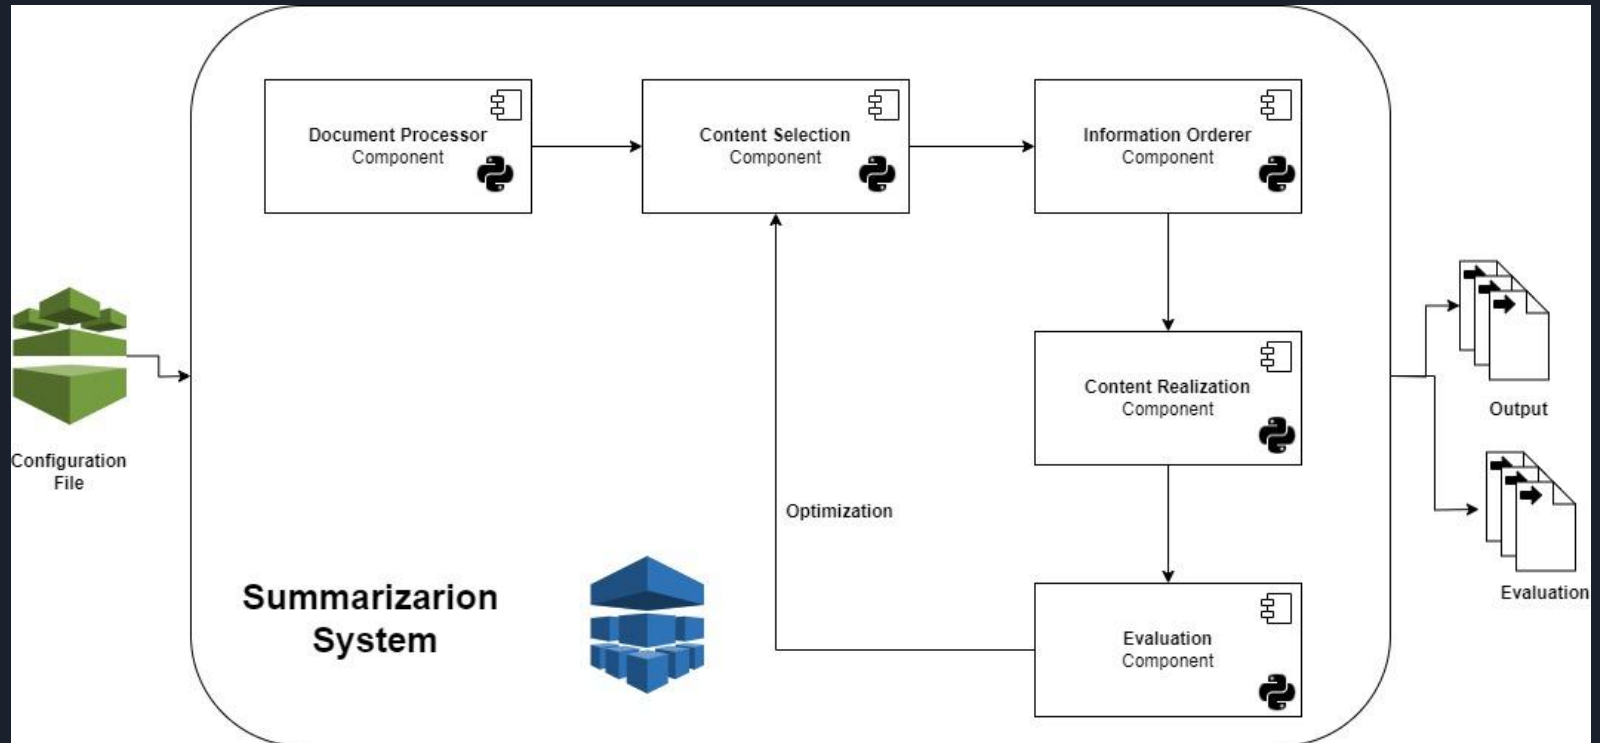 Document Processor
Component
Content Selection
Component
Information Orderer
Component
Configuration
File
Content Realization
Component
Output
Optimization
Summarizarion
System
Evaluation
Component
Evaluation